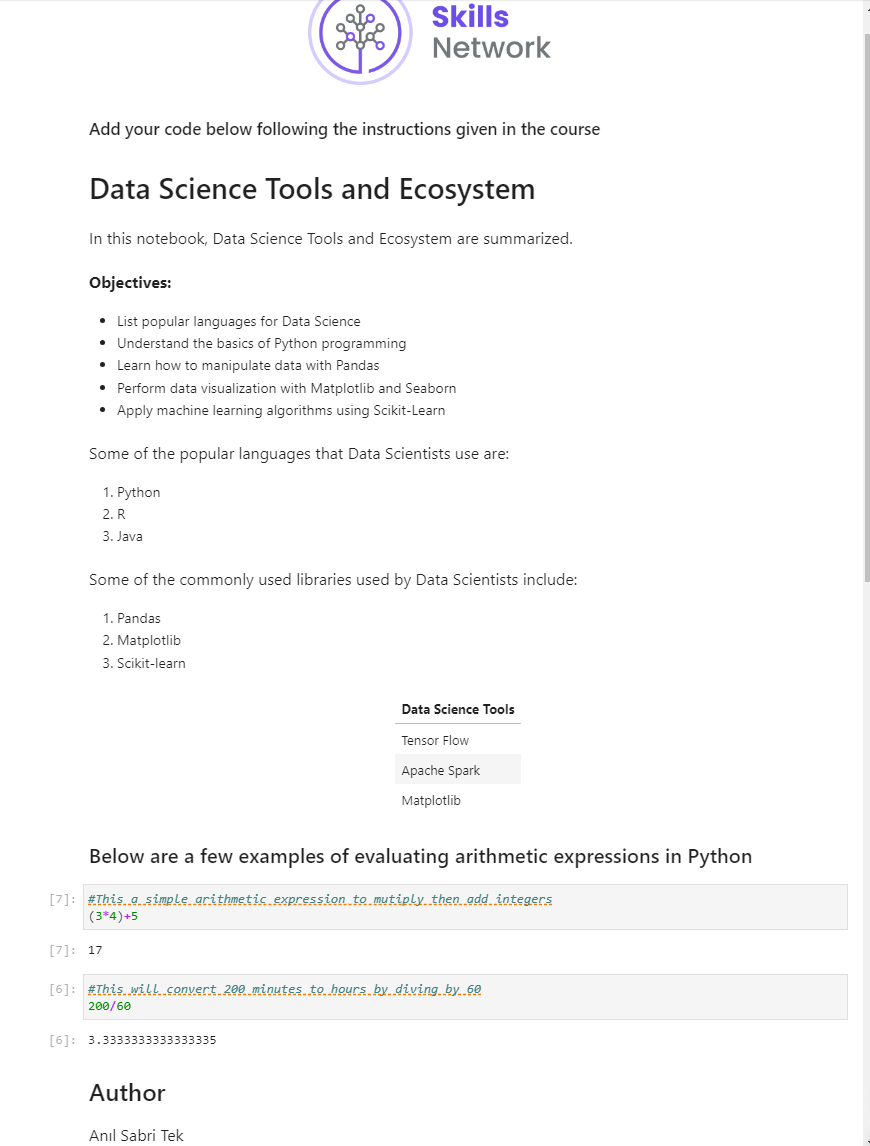 Skills
Network
Add your code below following the instructions given in the course
Data Science Tools and Ecosystem
In this notebook, Data Science Tools and Ecosystem are summarized.
Objectives:
• List popular languages for Data Science
• Understand the basics of Python programming
• Learn how to manipulate data with Pandas
• Perform data visualization with Matplotlib and Seaborn
• Apply machine learning algorithms using Scikit-Learn
Some of the popular languages that Data Scientists use are:
1. Python
2. R
3. Java
Some of the commonly used libraries used by Data Scientists include:
1. Pandas
2. Matplotlib
3. Scikit-learn
Data Science Tools
Tensor Flow
Apache Spark
Matplotlib
Below are a few examples of evaluating arithmetic expressions in Python
[7]: #This a simple arithmetic expression to mutiply then add integers
(3*4)+5
[7]: 17
[6]: #This will convert 200 minutes to hours by diving by 60
200/60
[6]: 3.3333333333333335
Author
Anıl Sabri Tek